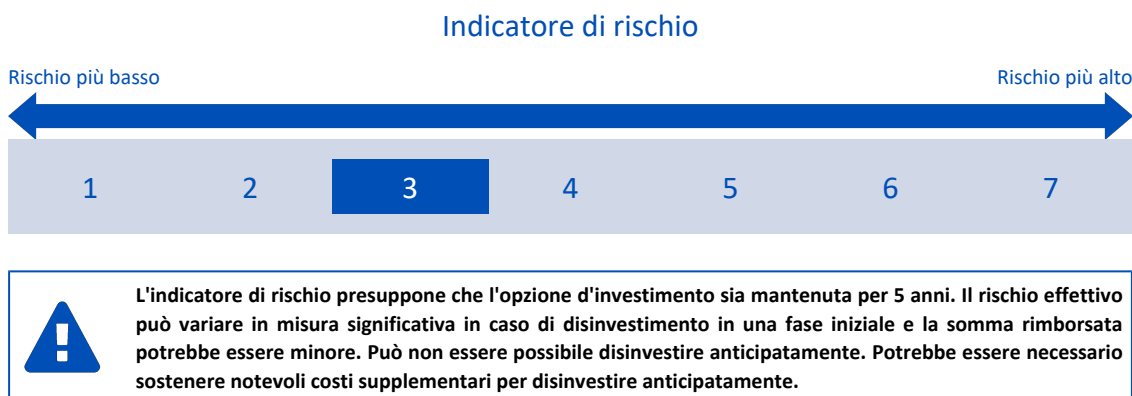 Indicatore di rischio
Rischio più basso Rischio più alto
1 2 3 4 5 6 7
L'indicatore di rischio presuppone che l'opzione d'investimento sia mantenuta per 5 anni. Il rischio effettivo
può variare in misura significativa in caso di disinvestimento in una fase iniziale e la somma rimborsata
potrebbe essere minore. Può non essere possibile disinvestire anticipatamente. Potrebbe essere necessario
sostenere notevoli costi supplementari per disinvestire anticipatamente.